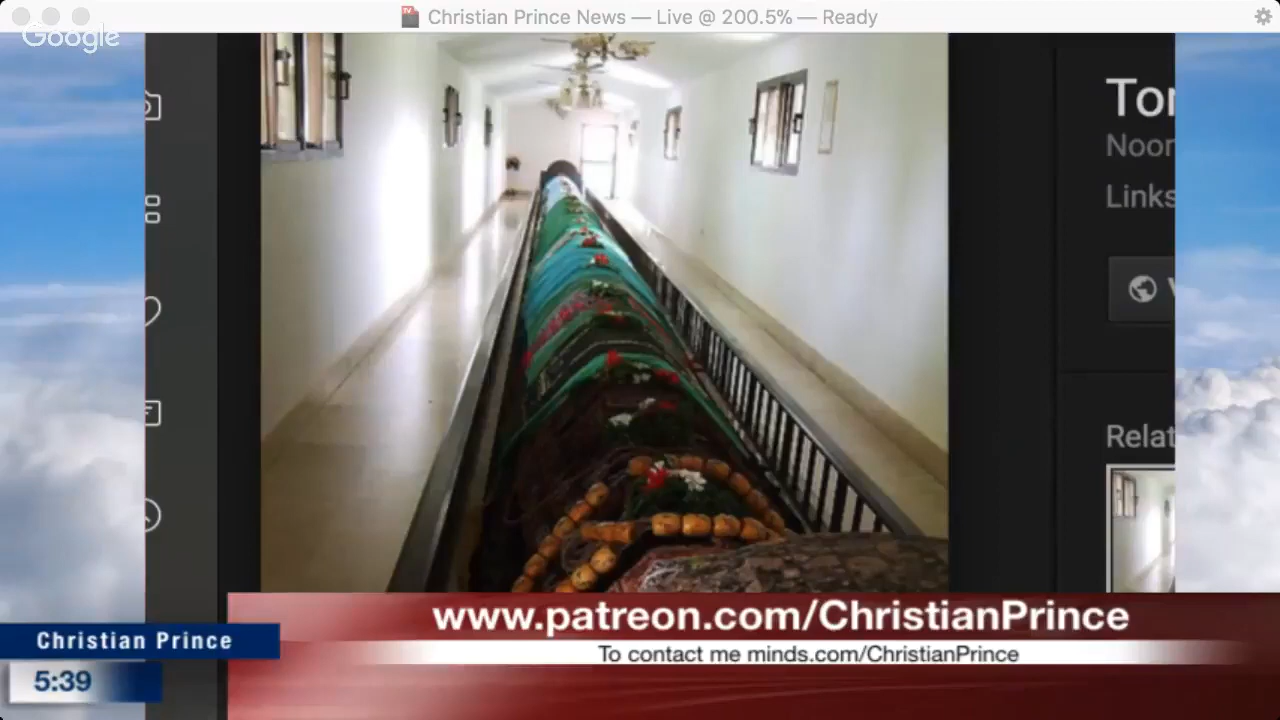 Christian Prince News — Live @ 200.5% — Ready
Google
Tor
Noor
Links
V
Relat
www.patreon.com/ChristianPrince
To contact me minds.com/ChristianPrince
Christian Prince
5:39